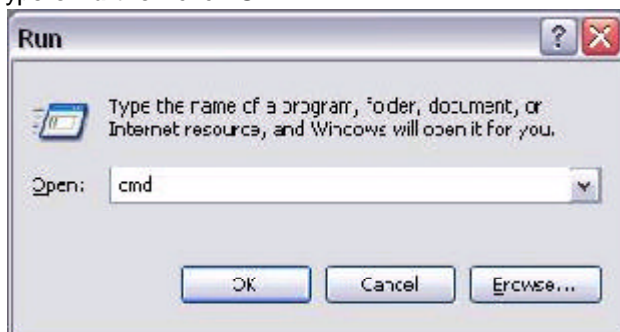 Run
Type the name of a program, folder, document, or
Internet resource, and Windows will open it for you.
Open:
cmd
OK
Cancel
Browse...